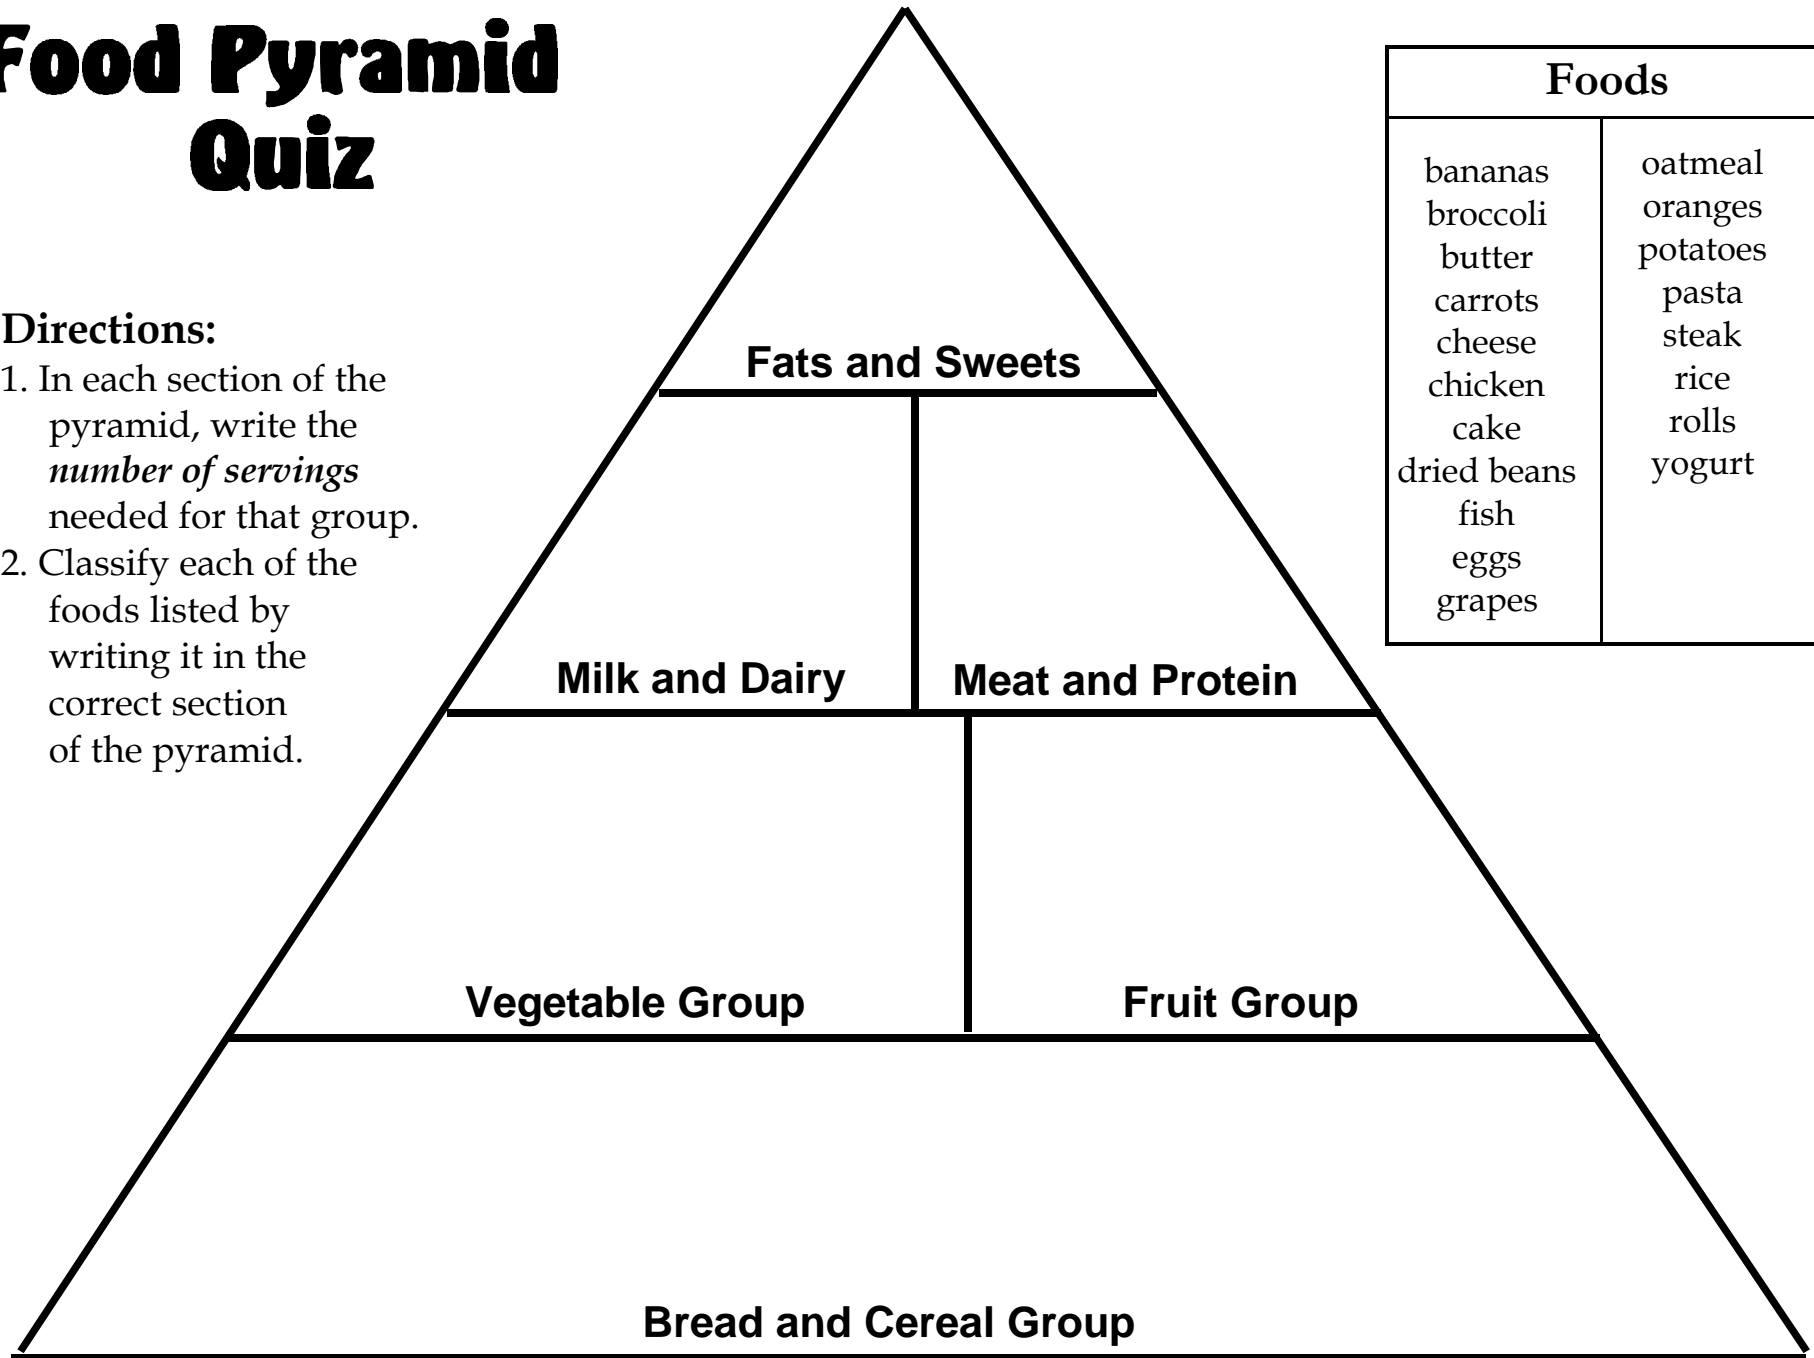 Food Pyramid
Quiz
Directions:
1. In each section of the
pyramid, write the
number of servings
needed for that group.
2. Classify each of the
foods listed by
writing it in the
correct section
of the pyramid.
Fats and Sweets
Milk and Dairy
Meat and Protein
Vegetable Group
Fruit Group
Bread and Cereal Group
Foods
bananas
broccoli
butter
carrots
cheese
chicken
cake
dried beans
fish
eggs
grapes
oatmeal
oranges
potatoes
pasta
steak
rice
rolls
yogurt